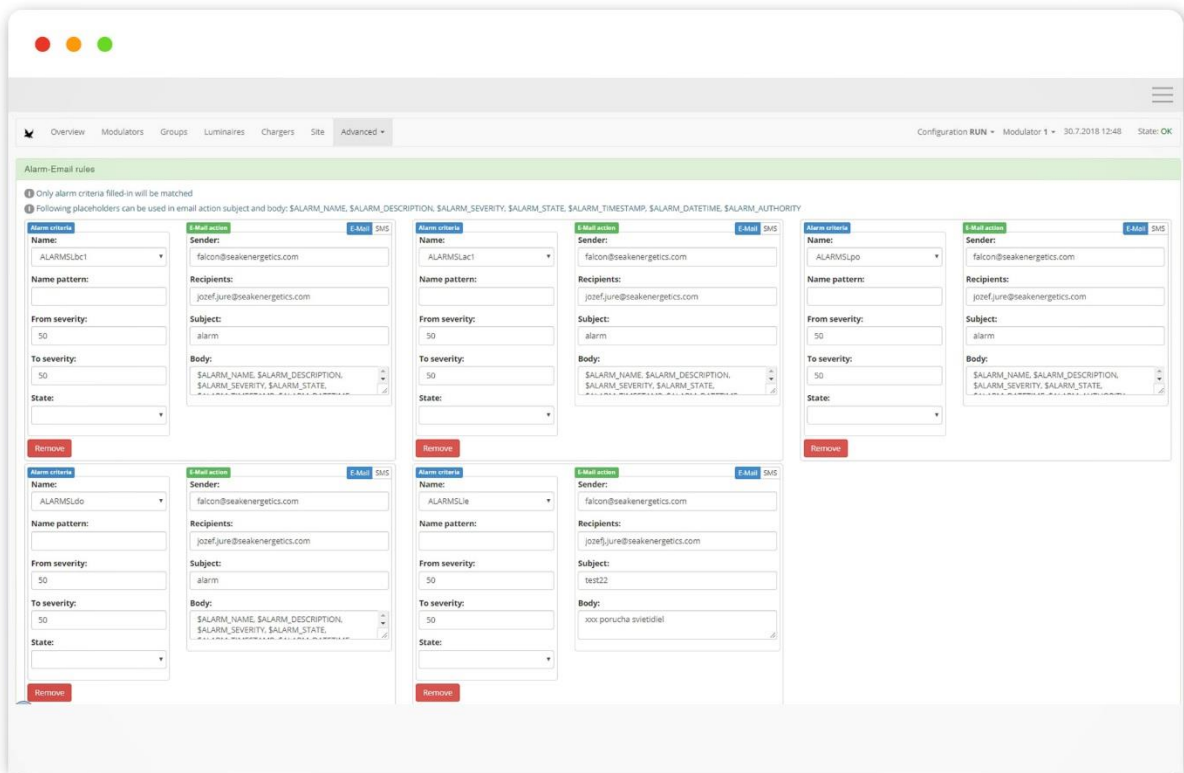 Overview Modulators Groups Luminaires Chargers Site Advanced Configuration RUN Modulator 1 30.7.2018 12:48 State: OK
Alarm-Email rules
Only alarm criteria filled-in will be matched
Following placeholders can be used in email action subject and body: $ALARM_NAME, $ALARM_DESCRIPTION, $ALARM_SEVERITY, $ALARM_STATE, $ALARM_TIMESTAMP, $ALARM_DATETIME, $ALARM_AUTHORITY
Alarm criteria
Name:
ALARMSLbc1
Name pattern:
From severity:
50
To severity:
50
State:
Remove
E-Mail action E-Mail SMS
Sender:
falcon@seakenergetics.com
Recipients:
jozef.jure@seakenergetics.com
Subject:
alarm
Body:
$ALARM_NAME, $ALARM_DESCRIPTION,
$ALARM_SEVERITY, $ALARM_STATE,
$ALARM_TIMESTAMP, $ALARM_DATETIME
Alarm criteria
Name:
ALARMSLac1
Name pattern:
From severity:
50
To severity:
50
State:
Remove
E-Mail action E-Mail SMS
Sender:
falcon@seakenergetics.com
Recipients:
jozef.jure@seakenergetics.com
Subject:
alarm
Body:
$ALARM_NAME, $ALARM_DESCRIPTION,
$ALARM_SEVERITY, $ALARM_STATE,
$ALARM_TIMESTAMP, $ALARM_DATETIME
Alarm criteria
Name:
ALARMSLpo
Name pattern:
From severity:
50
To severity:
50
State:
Remove
E-Mail action E-Mail SMS
Sender:
falcon@seakenergetics.com
Recipients:
jozef.jure@seakenergetics.com
Subject:
alarm
Body:
$ALARM_NAME, $ALARM_DESCRIPTION,
$ALARM_SEVERITY, $ALARM_STATE,
$ALARM_DATETIME, $ALARM_AUTHORITY
Alarm criteria
Name:
ALARMSLdo
Name pattern:
From severity:
50
To severity:
50
State:
Remove
E-Mail action E-Mail SMS
Sender:
falcon@seakenergetics.com
Recipients:
jozef.jure@seakenergetics.com
Subject:
alarm
Body:
$ALARM_NAME, $ALARM_DESCRIPTION,
$ALARM_SEVERITY, $ALARM_STATE,
$ALARM_TIMESTAMP, $ALARM_DATETIME
Alarm criteria
Name:
ALARMSLle
Name pattern:
From severity:
50
To severity:
50
State:
Remove
E-Mail action E-Mail SMS
Sender:
falcon@seakenergetics.com
Recipients:
jozefj.jure@seakenergetics.com
Subject:
test22
Body:
xxx porucha svietidiel